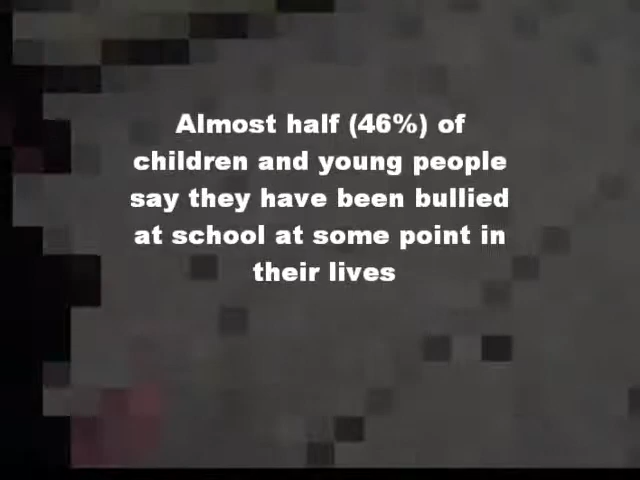 Almost half (46%) of
children and young people
say they have been bullied
at school at some point in
their lives